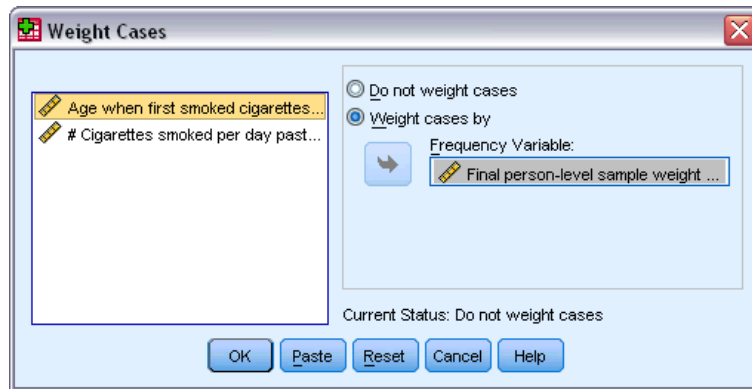 Weight Cases
Age when first smoked cigarettes...
# Cigarettes smoked per day past...
Do not weight cases
Weight cases by
Frequency Variable:
Final person-level sample weight ...
Current Status: Do not weight cases
OK
Paste
Reset
Cancel
Help